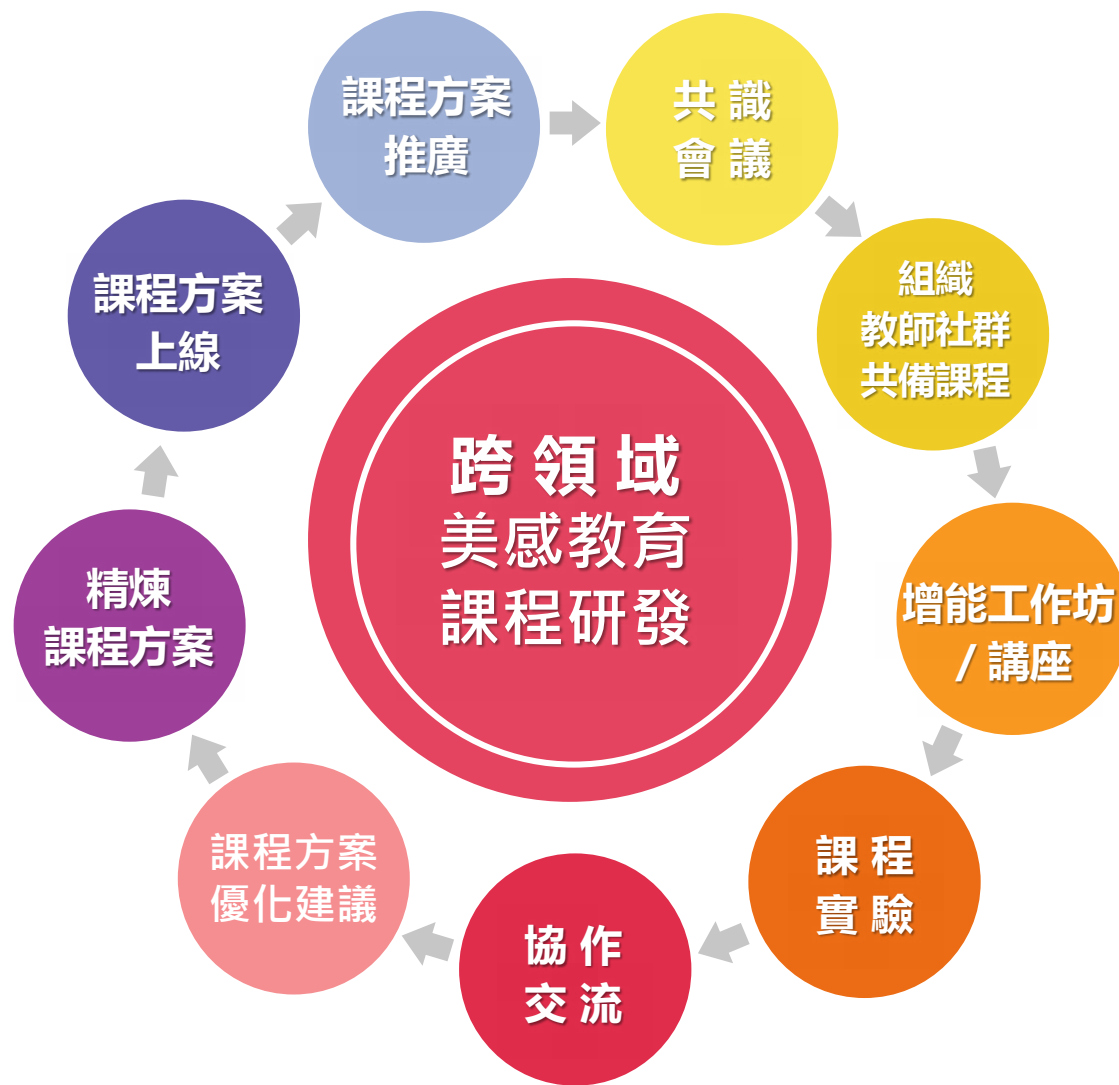 課程方案
推廣
共識
會議
組織
教師社群
共備課程
增能工作坊
/ 講座
課程
實驗
協作
交流
課程方案
優化建議
精煉
課程方案
課程方案
上線
跨領域
美感教育
課程研發